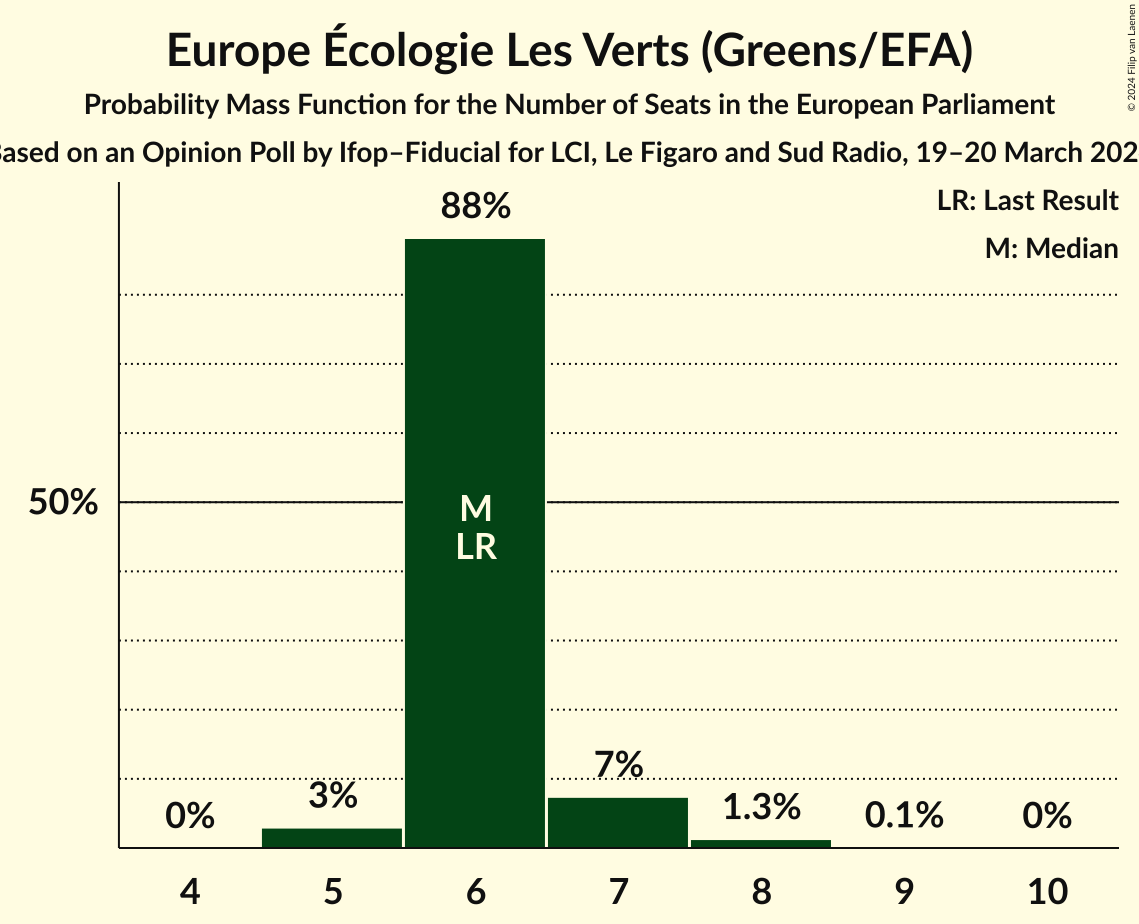 Europe Écologie Les Verts (Greens/EFA)
Probability Mass Function for the Number of Seats in the European Parliament
ased on an Opinion Poll by Ifop–Fiducial for LCI, Le Figaro and Sud Radio, 19–20 March 202
© 2024 Filip van Laenen
LR: Last Result
M: Median
88%
50%
M
LR
7%
3%
1.3%
0%
0.1%
0%
4 5 6 7 8 9 10